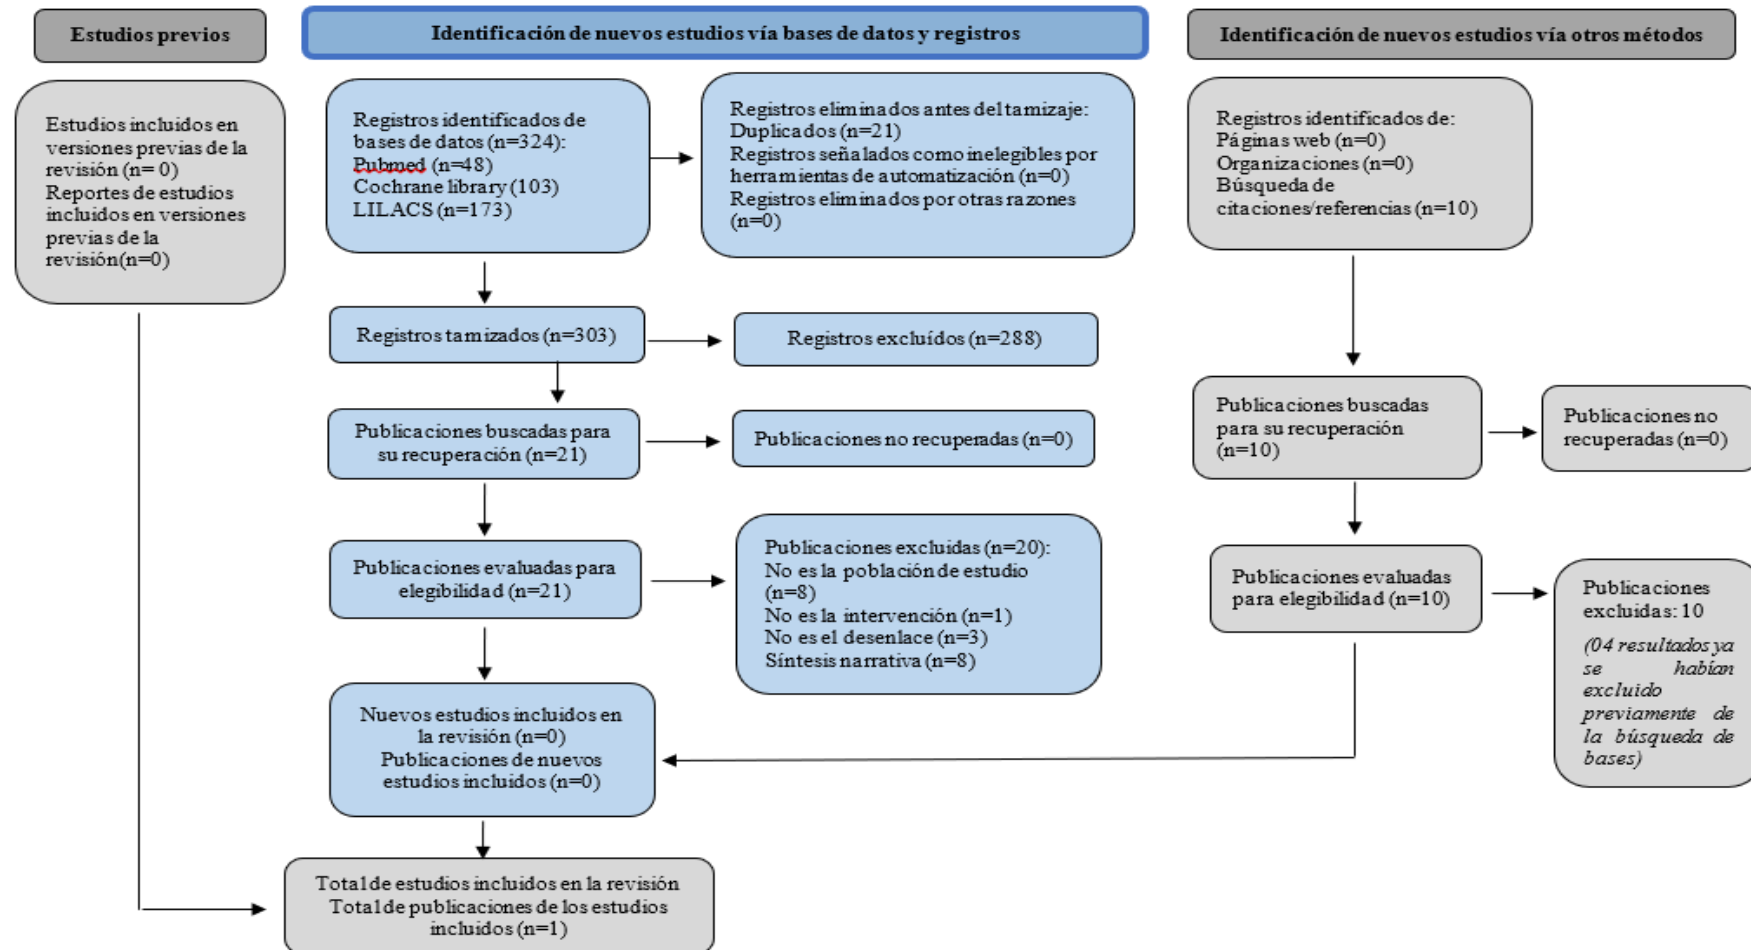 Estudios previos
Identificación de nuevos estudios vía bases de datos y registros
Identificación de nuevos estudios vía otros métodos
Estudios incluidos en
versiones previas de la
revisión (n= 0)
Reportes de estudios
incluidos en versiones
previas de la
revisión(n=0)
Registros identificados de
bases de datos (n=324):
Pubmed (n=48)
Cochrane library (103)
LILACS (n=173)
Registros eliminados antes del tamizaje:
Duplicados (n=21)
Registros señalados como inelegibles por
herramientas de automatización (n=0)
Registros eliminados por otras razones
(n=0)
Registros identificados de:
Páginas web (n=0)
Organizaciones (n=0)
Búsqueda de
citaciones/referencias (n=10)
Registros tamizados (n=303)
Registros excluídos (n=288)
Publicaciones buscadas para
su recuperación (n=21)
Publicaciones no recuperadas (n=0)
Publicaciones buscadas
para su recuperación
(n=10)
Publicaciones no
recuperadas (n=0)
Publicaciones evaluadas para
elegibilidad (n=21)
Publicaciones excluidas (n=20):
No es la población de estudio
(n=8)
No es la intervención (n=1)
No es el desenlace (n=3)
Síntesis narrativa (n=8)
Publicaciones evaluadas
para elegibilidad (n=10)
Publicaciones
excluidas: 10
(04 resultados ya
se habían
excluido
previamente de
la búsqueda de
bases)
Nuevos estudios incluidos en
la revisión (n=0)
Publicaciones de nuevos
estudios incluidos (n=0)
Total de estudios incluidos en la revisión
Total de publicaciones de los estudios
incluidos (n=1)